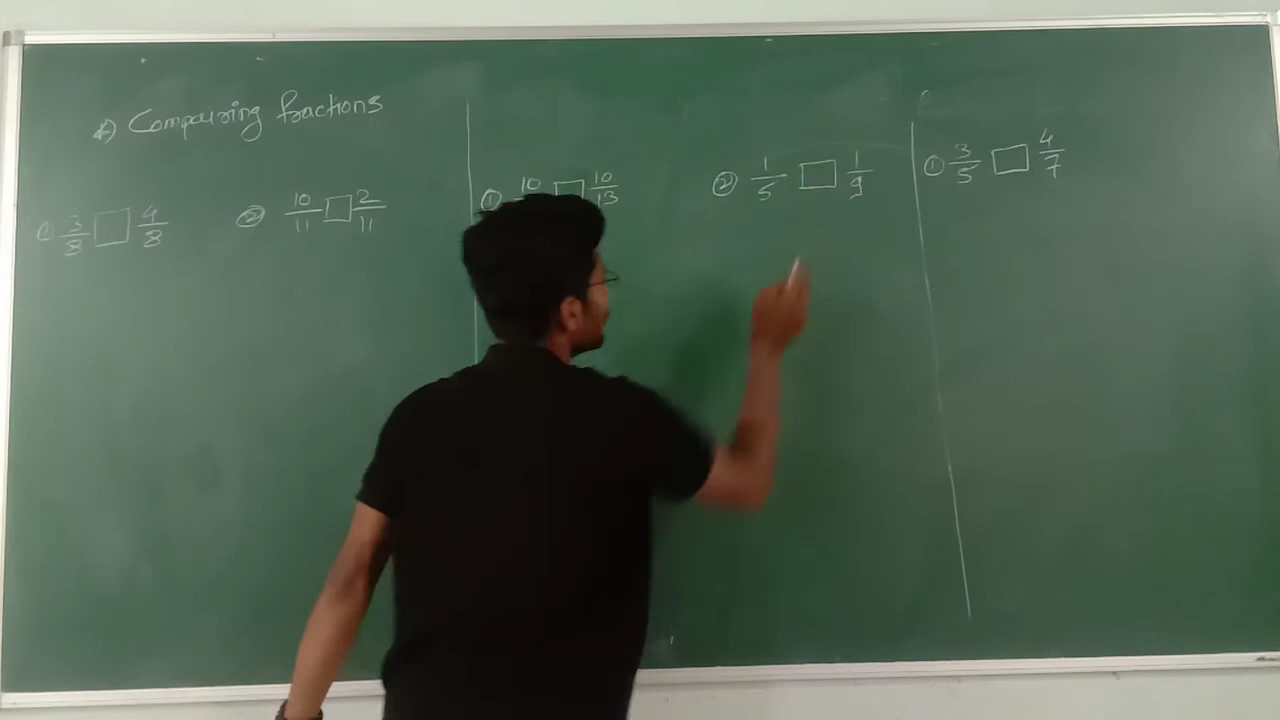 *) Comparing fractions
① 3/8 □ 4/8
② 10/11 □ 2/11
① 10 □ 10/13
② 1/5 □ 1/9
① 3/5 □ 4/7